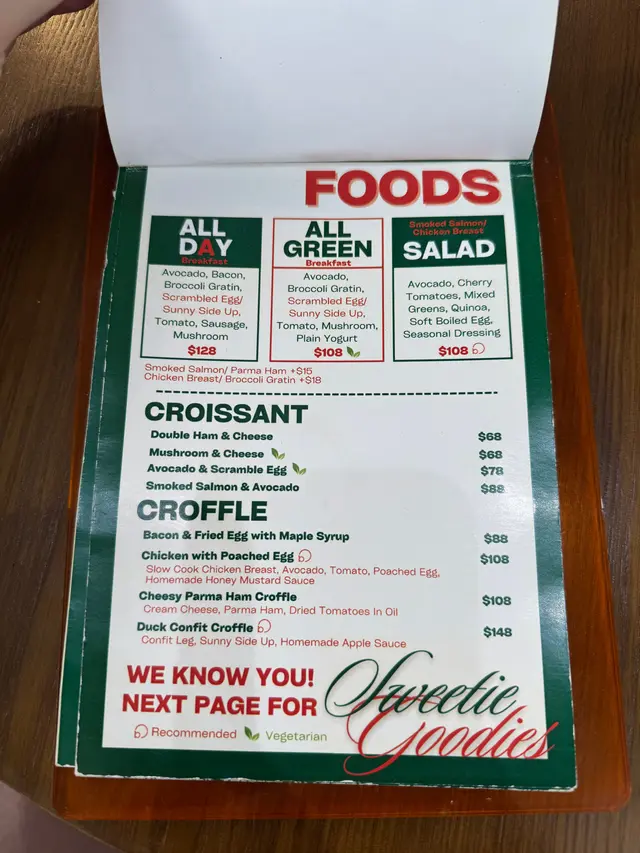 FOODS
ALL
DAY
Breakfast
Avocado, Bacon,
Broccoli Gratin,
Scrambled Egg/
Sunny Side Up,
Tomato, Sausage,
Mushroom
$128
ALL
GREEN
Breakfast
Avocado,
Broccoli Gratin,
Scrambled Egg/
Sunny Side Up,
Tomato, Mushroom,
Plain Yogurt
$108
Smoked Salmon/
Chicken Breast
SALAD
Avocado, Cherry
Tomatoes, Mixed
Greens, Quinoa,
Soft Boiled Egg,
Seasonal Dressing
$108
Smoked Salmon/ Parma Ham +$15
Chicken Breast/ Broccoli Gratin +$18
CROISSANT
Double Ham & Cheese $68
Mushroom & Cheese $68
Avocado & Scramble Egg $78
Smoked Salmon & Avocado $88
CROFFLE
Bacon & Fried Egg with Maple Syrup $88
Chicken with Poached Egg $108
Slow Cook Chicken Breast, Avocado, Tomato, Poached Egg,
Homemade Honey Mustard Sauce
Cheesy Parma Ham Croffle $108
Cream Cheese, Parma Ham, Dried Tomatoes In Oil
Duck Confit Croffle $148
Confit Leg, Sunny Side Up, Homemade Apple Sauce
WE KNOW YOU!
NEXT PAGE FOR
Sweetie
Goodies
Recommended Vegetarian